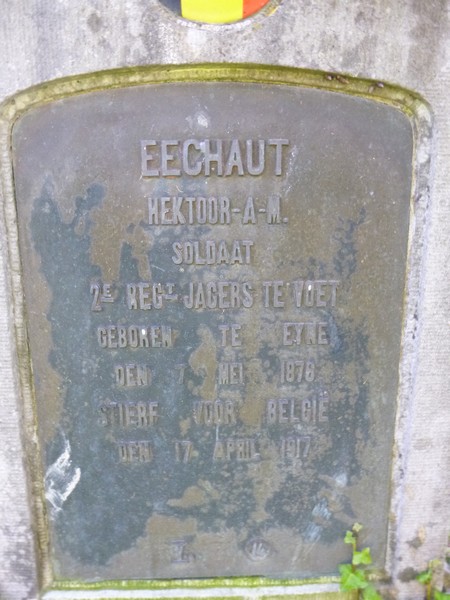 EECHAUT
HEKTOOR-A-M.
SOLDAAT
2E REGT JAGERS TE VOET
GEBOREN TE EYNE
DEN 7 MEI 1876
STIERF VOOR BELGIË
DEN 17 APRIL 1917